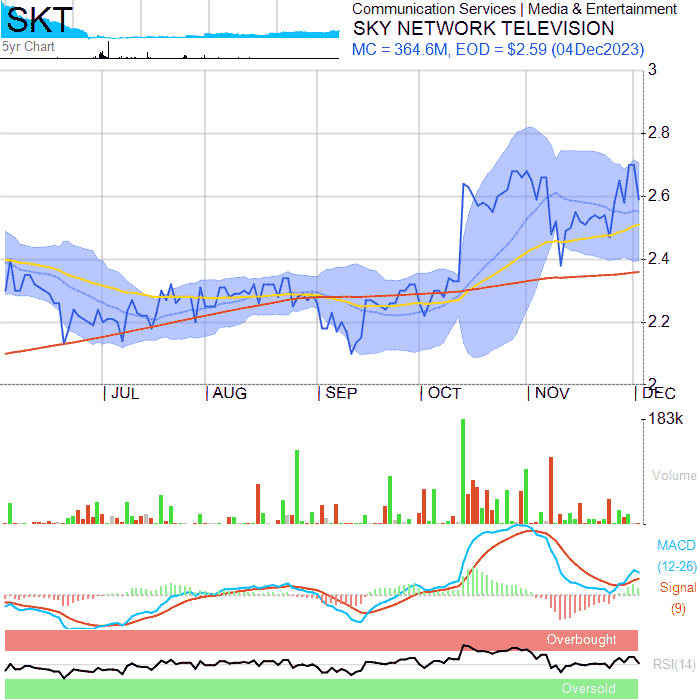 SKT
5yr Chart
Communication Services | Media & Entertainment
SKY NETWORK TELEVISION
MC = 364.6M, EOD = $2.59 (04Dec2023)
3
2.8
2.6
2.4
2.2
2
JUL AUG SEP OCT NOV DEC
183k
Volume
MACD
(12-26)
Signal
(9)
Overbought
RSI(14)
Oversold